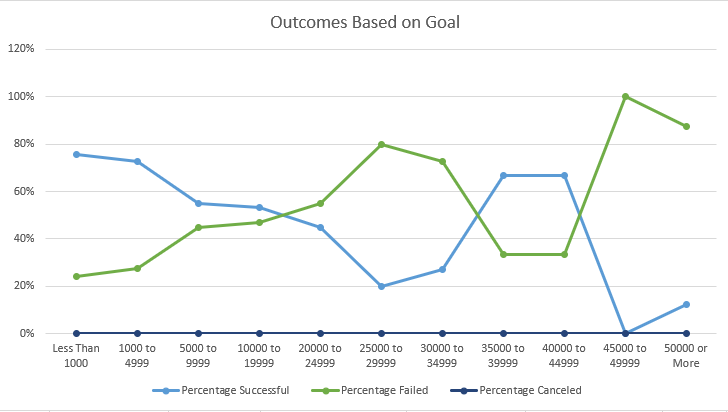 Outcomes Based on Goal
120%
100%
80%
60%
40%
20%
0%
Less Than
1000
1000 to
4999
5000 to
9999
10000 to
19999
20000 to
24999
25000 to
29999
30000 to
34999
35000 to
39999
40000 to
44999
45000 to
49999
50000 or
More
Percentage Successful
Percentage Failed
Percentage Canceled